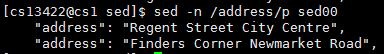 [cs13422@cs1 sed]$ sed -n /address/p sed00
"address": "Regent Street City Centre",
"address": "Finders Corner Newmarket Road",